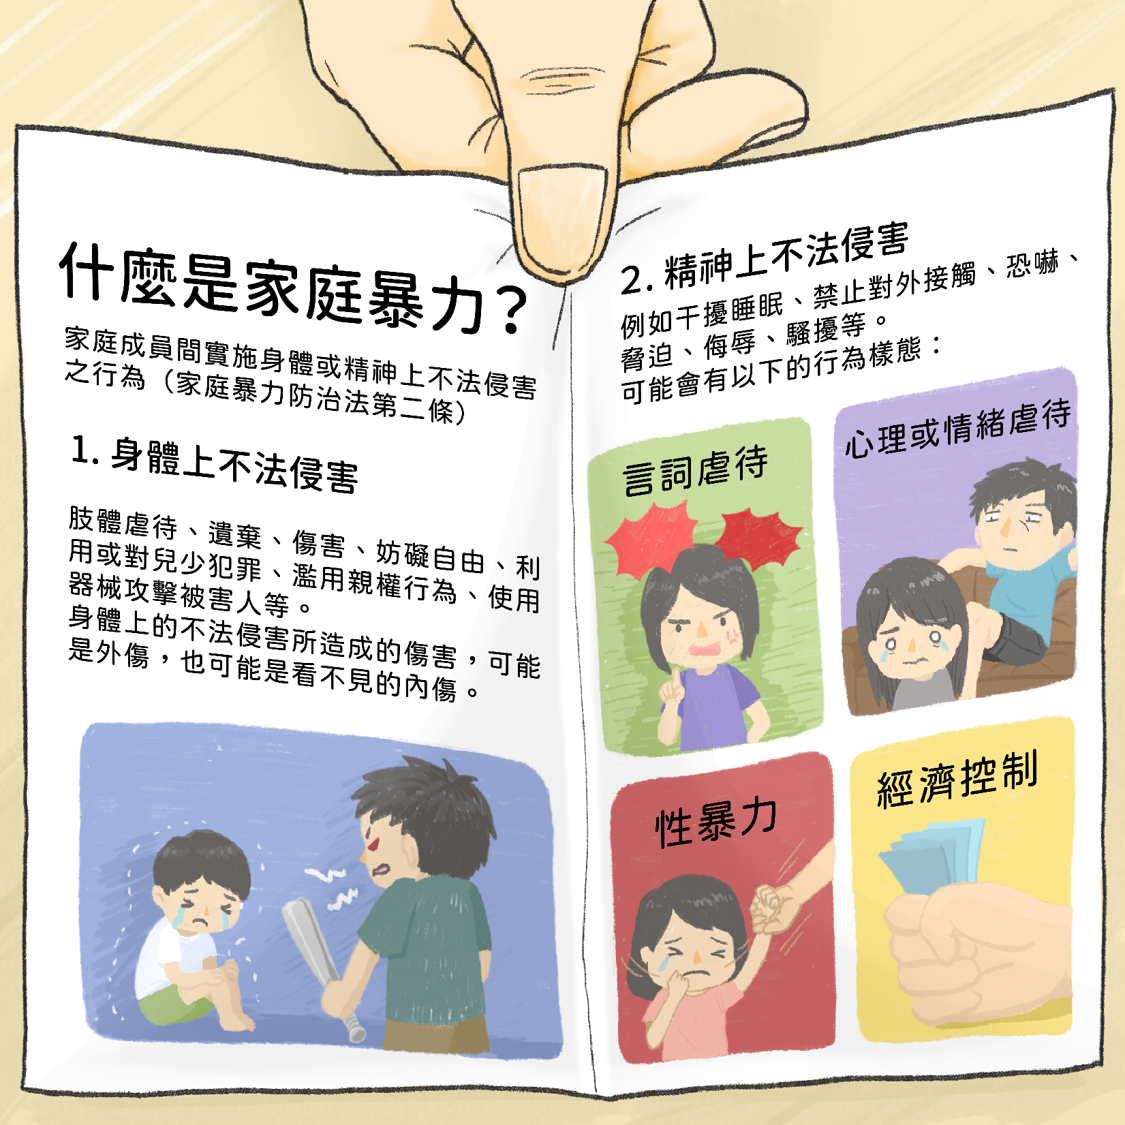 什麼是家庭暴力？
家庭成員間實施身體或精神上不法侵害
之行為（家庭暴力防治法第二條）
1. 身體上不法侵害
肢體虐待、遺棄、傷害、妨礙自由、利
用或對兒少犯罪、濫用親權行為、使用
器械攻擊被害人等。
身體上的不法侵害所造成的傷害，可能
是外傷，也可能是看不見的內傷。
2. 精神上不法侵害
例如干擾睡眠、禁止對外接觸、恐嚇、
脅迫、侮辱、騷擾等。
可能會有以下的行為樣態：
言詞虐待
心理或情緒虐待
性暴力
經濟控制